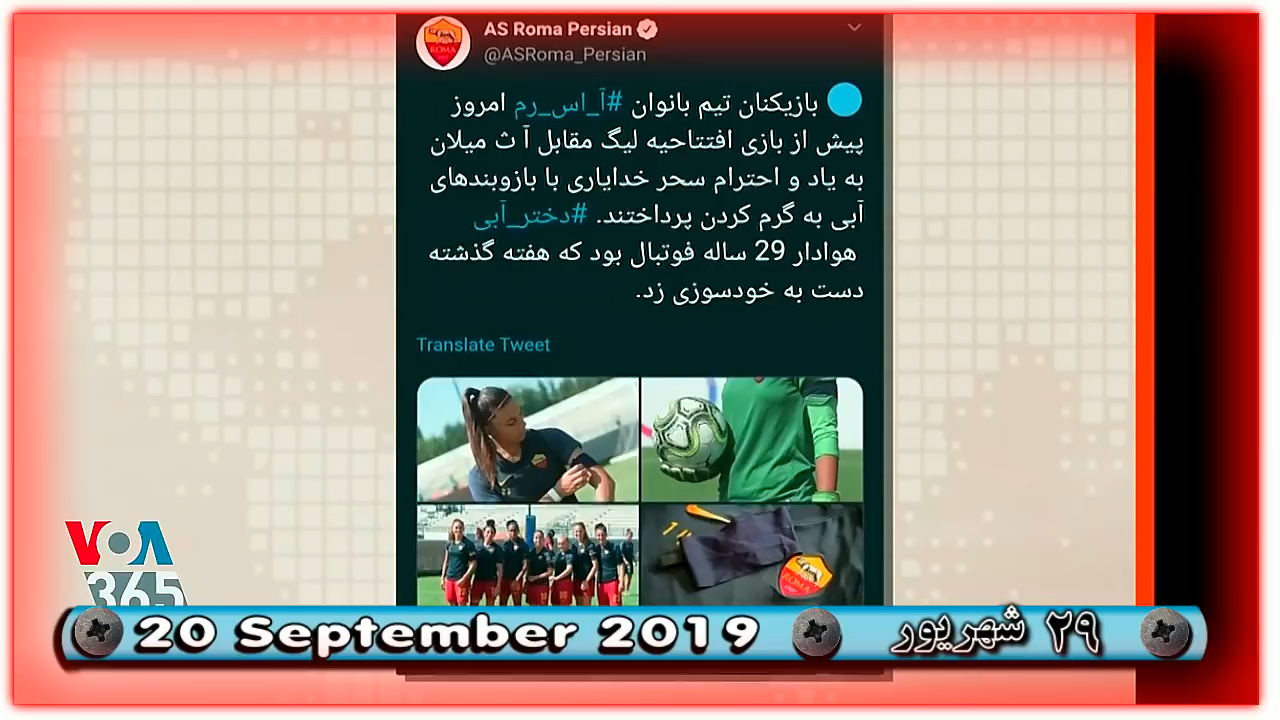 AS Roma Persian
@ASRoma_Persian
بازیکنان تیم بانوان #آ_اس_رم امروز
پیش از بازی افتتاحیه لیگ مقابل آ ث میلان
به یاد و احترام سحر خدایاری با بازوبندهای
آبی به گرم کردن پرداختند. #دختر_آبی
هوادار 29 ساله فوتبال بود که هفته گذشته
دست به خودسوزی زد.
Translate Tweet
ROMA
VOA
365
20 September 2019
۲۹ شهریور